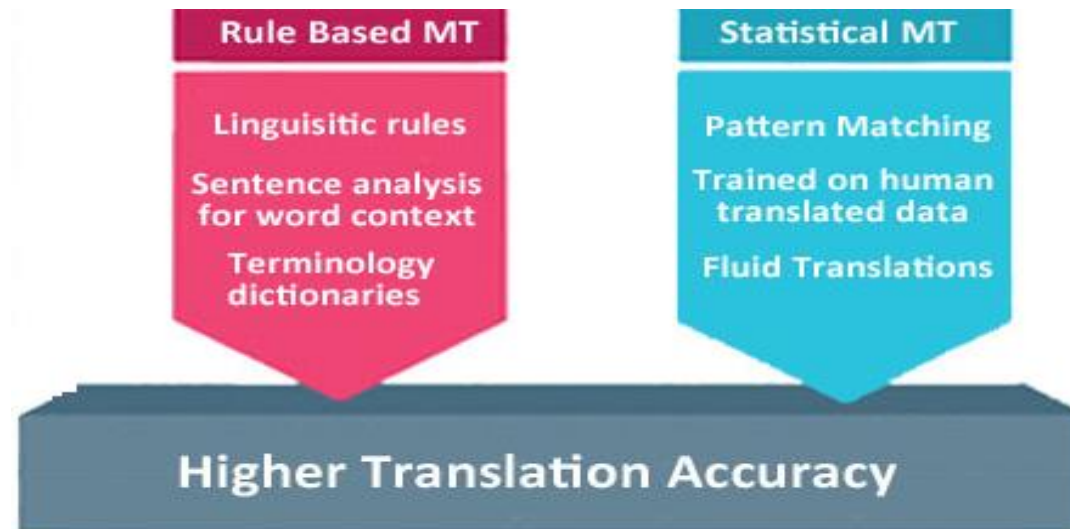 Rule Based MT
Linguisitic rules
Sentence analysis
for word context
Terminology
dictionaries
Statistical MT
Pattern Matching
Trained on human
translated data
Fluid Translations
Higher Translation Accuracy